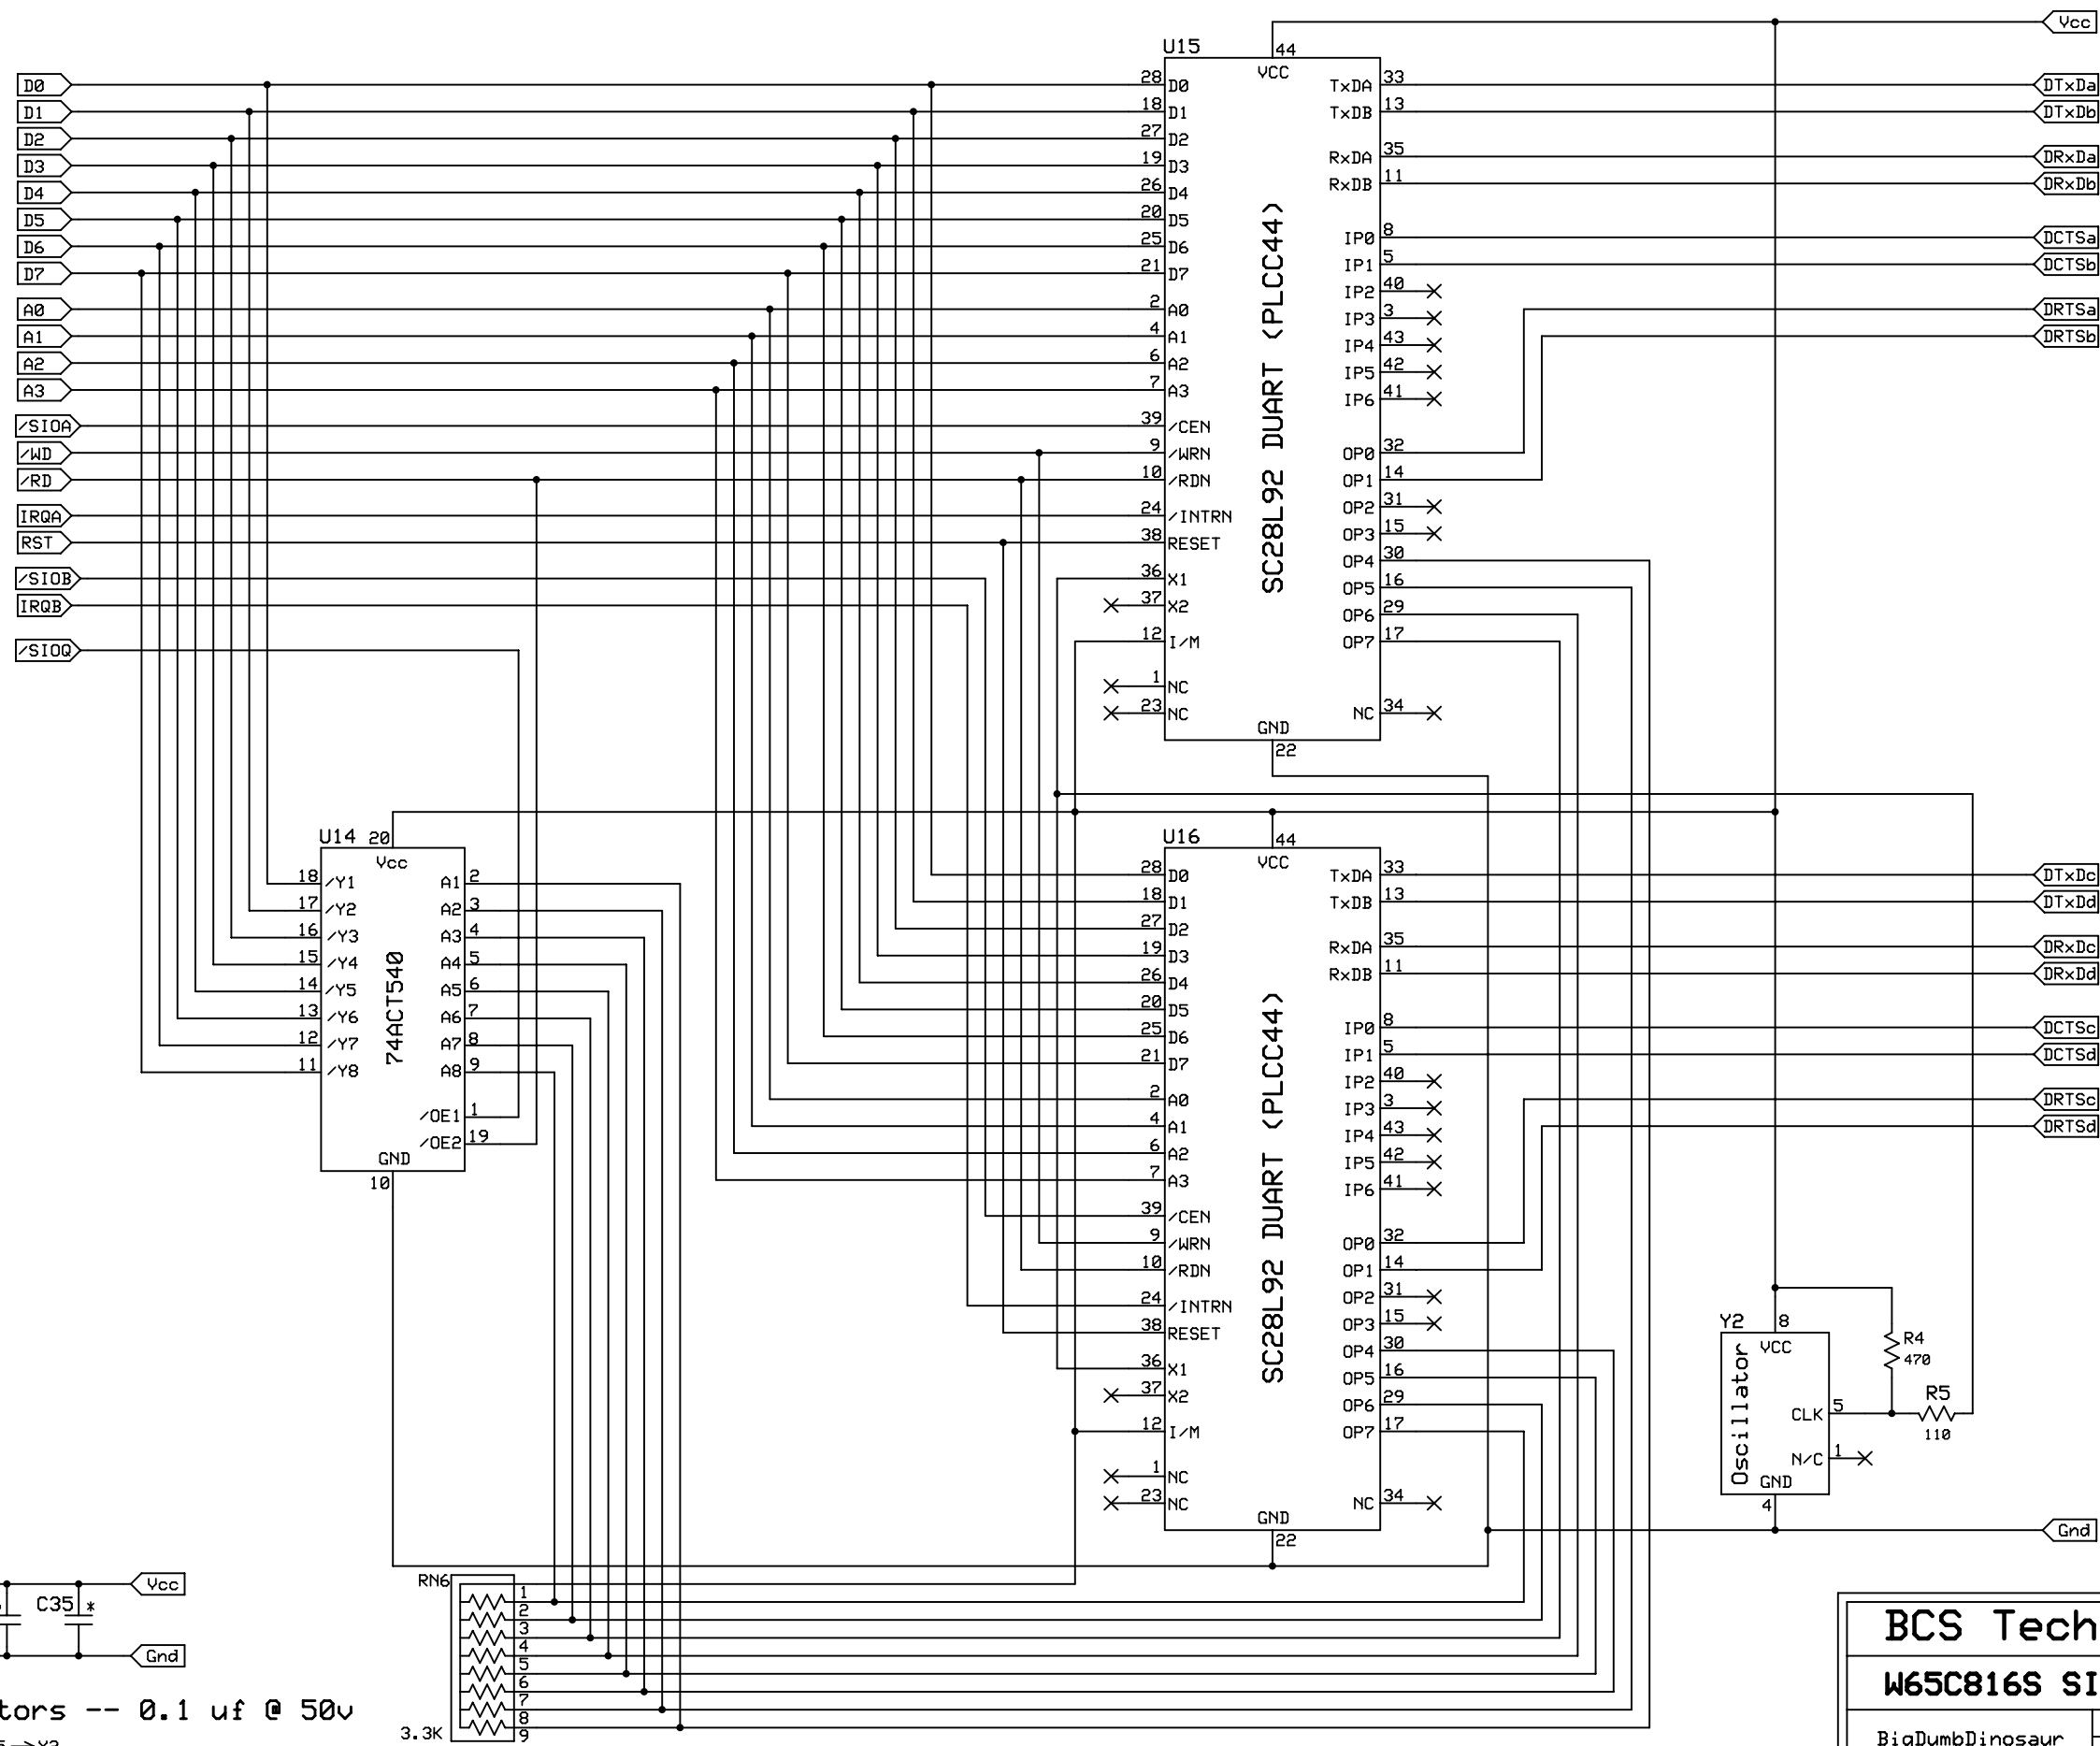 Vcc
U15
44
VCC
D0
28
D0
TxDA
33
DTxDa
D1
18
D1
TxDB
13
DTxDb
D2
27
D2
D3
19
D3
RxDA
35
DRxDa
D4
26
D4
RxDB
11
DRxDb
D5
20
D5
D6
25
D6
IP0
8
DCTSa
D7
21
D7
IP1
5
DCTSb
IP2
40
A0
2
A0
IP3
3
DRTSa
A1
4
A1
IP4
43
DRTSb
A2
6
A2
IP5
42
A3
7
A3
IP6
41
/SIOA
39
/CEN
/WD
9
/WRN
OP0
32
/RD
10
/RDN
OP1
14
OP2
31
IRQA
24
/INTRN
OP3
15
RST
38
RESET
OP4
30
/SIOB
36
X1
OP5
16
IRQB
37
X2
OP6
29
/SIOQ
12
I/M
OP7
17
1
NC
23
NC
NC
34
GND
22
SC28L92 DUART (PLCC44)
U14
20
Vcc
18
/Y1
A1
2
17
/Y2
A2
3
16
/Y3
A3
4
15
/Y4
A4
5
14
/Y5
A5
6
13
/Y6
A6
7
12
/Y7
A7
8
11
/Y8
A8
9
/OE1
1
/OE2
19
GND
10
74ACT540
U16
44
VCC
28
D0
TxDA
33
DTxDc
18
D1
TxDB
13
DTxDd
27
D2
19
D3
RxDA
35
DRxDc
26
D4
RxDB
11
DRxDd
20
D5
25
D6
IP0
8
DCTSc
21
D7
IP1
5
DCTSd
IP2
40
2
A0
IP3
3
DRTSc
4
A1
IP4
43
DRTSd
6
A2
IP5
42
7
A3
IP6
41
39
/CEN
9
/WRN
OP0
32
10
/RDN
OP1
14
OP2
31
24
/INTRN
OP3
15
38
RESET
OP4
30
36
X1
OP5
16
37
X2
OP6
29
12
I/M
OP7
17
1
NC
23
NC
NC
34
GND
22
SC28L92 DUART (PLCC44)
Y2
8
VCC
Oscillator
CLK
5
N/C
1
GND
4
R4
470
R5
110
Gnd
Vcc
C35 *
Gnd
RN6
1
2
3
4
5
6
7
8
9
3.3K
tors -- 0.1 uf @ 50v
BCS Tech
W65C816S SI
BigDumbDinosaur